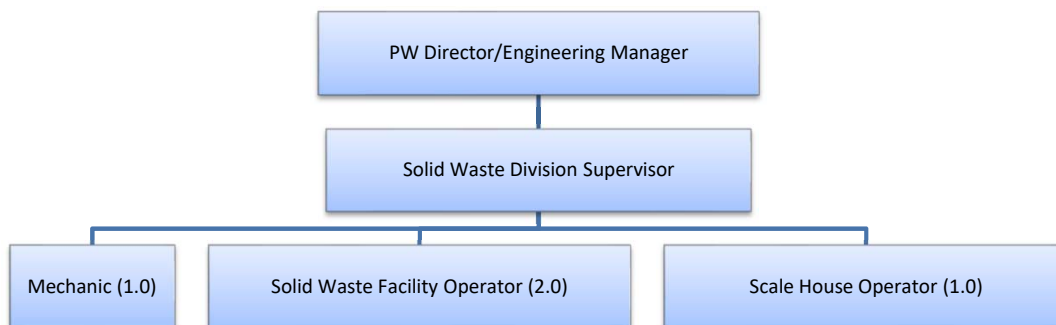 PW Director/Engineering Manager
Solid Waste Division Supervisor
Mechanic (1.0)
Solid Waste Facility Operator (2.0)
Scale House Operator (1.0)